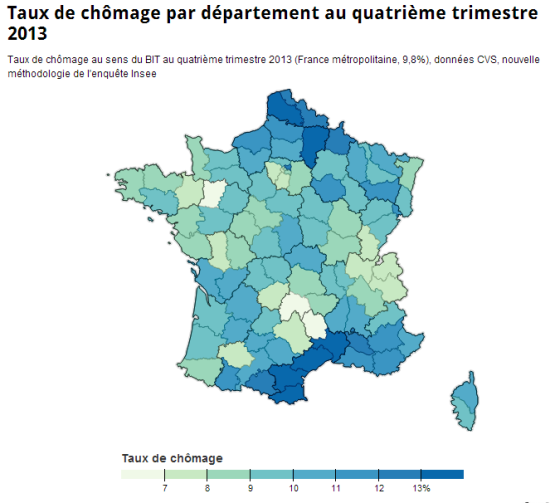 Taux de chômage par département au quatrième trimestre
2013
Taux de chômage au sens du BIT au quatrième trimestre 2013 (France métropolitaine, 9,8%), données CVS, nouvelle
méthodologie de l'enquête Insee
Taux de chômage
7 8 9 10 11 12 13%